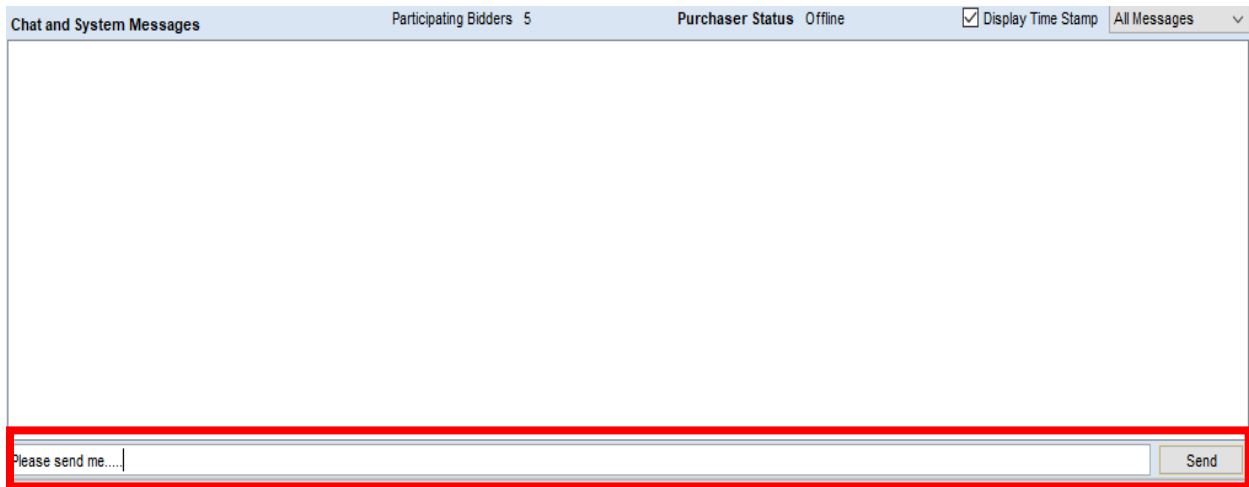 Chat and System Messages Participating Bidders 5 Purchaser Status Offline Display Time Stamp All Messages
Please send me..... Send